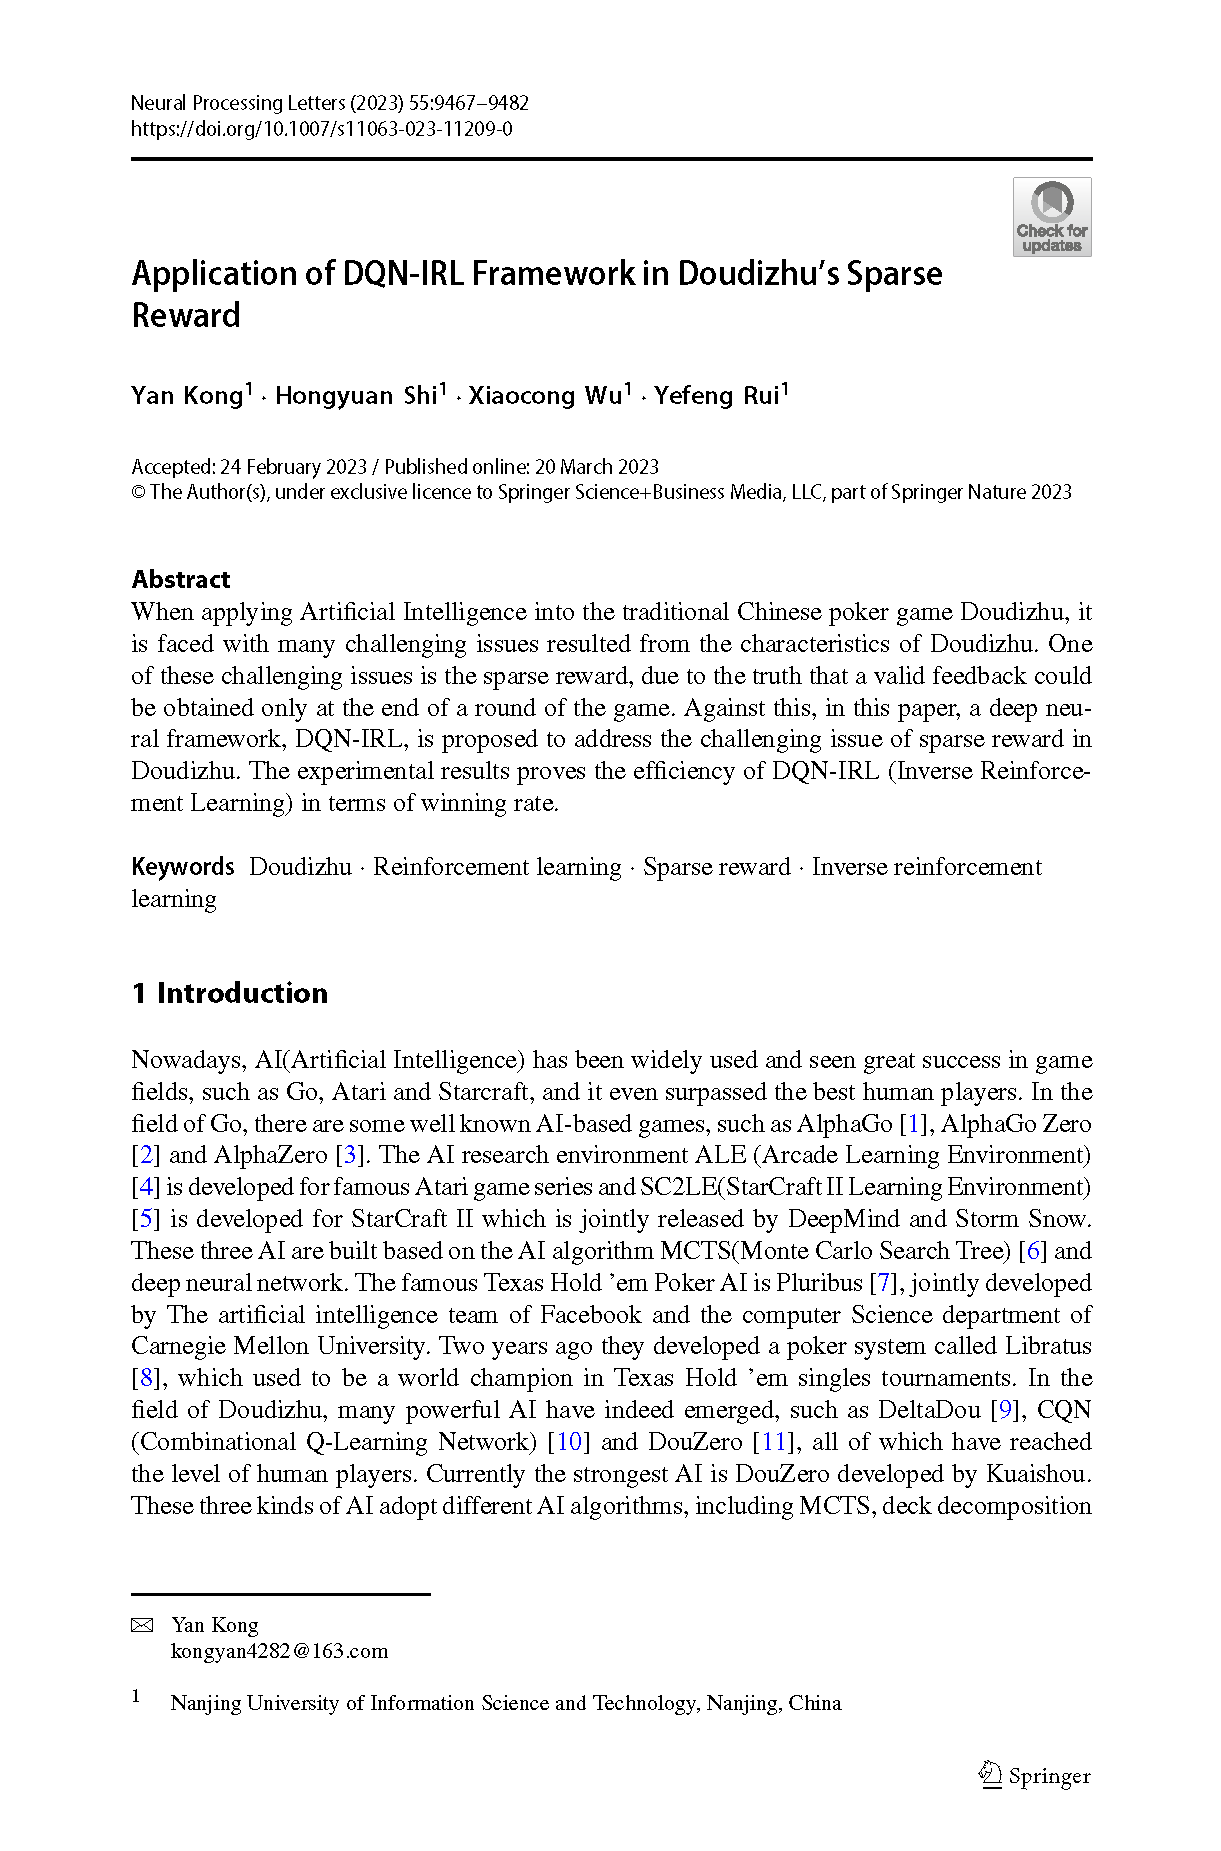 Neural Processing Letters (2023) 55:9467–9482
https://doi.org/10.1007/s11063-023-11209-0
Check for
updates
Application of DQN-IRL Framework in Doudizhu’s Sparse
Reward
Yan Kong1 · Hongyuan Shi1 · Xiaocong Wu1 · Yefeng Rui1
Accepted: 24 February 2023 / Published online: 20 March 2023
© The Author(s), under exclusive licence to Springer Science+Business Media, LLC, part of Springer Nature 2023
Abstract
When applying Artificial Intelligence into the traditional Chinese poker game Doudizhu, it
is faced with many challenging issues resulted from the characteristics of Doudizhu. One
of these challenging issues is the sparse reward, due to the truth that a valid feedback could
be obtained only at the end of a round of the game. Against this, in this paper, a deep neu-
ral framework, DQN-IRL, is proposed to address the challenging issue of sparse reward in
Doudizhu. The experimental results proves the efficiency of DQN-IRL (Inverse Reinforce-
ment Learning) in terms of winning rate.
Keywords Doudizhu · Reinforcement learning · Sparse reward · Inverse reinforcement
learning
1 Introduction
Nowadays, AI(Artificial Intelligence) has been widely used and seen great success in game
fields, such as Go, Atari and Starcraft, and it even surpassed the best human players. In the
field of Go, there are some well known AI-based games, such as AlphaGo [1], AlphaGo Zero
[2] and AlphaZero [3]. The AI research environment ALE (Arcade Learning Environment)
[4] is developed for famous Atari game series and SC2LE(StarCraft II Learning Environment)
[5] is developed for StarCraft II which is jointly released by DeepMind and Storm Snow.
These three AI are built based on the AI algorithm MCTS(Monte Carlo Search Tree) [6] and
deep neural network. The famous Texas Hold ’em Poker AI is Pluribus [7], jointly developed
by The artificial intelligence team of Facebook and the computer Science department of
Carnegie Mellon University. Two years ago they developed a poker system called Libratus
[8], which used to be a world champion in Texas Hold ’em singles tournaments. In the
field of Doudizhu, many powerful AI have indeed emerged, such as DeltaDou [9], CQN
(Combinational Q-Learning Network) [10] and DouZero [11], all of which have reached
the level of human players. Currently the strongest AI is DouZero developed by Kuaishou.
These three kinds of AI adopt different AI algorithms, including MCTS, deck decomposition
Yan Kong
kongyan4282@163.com
1 Nanjing University of Information Science and Technology, Nanjing, China
Springer